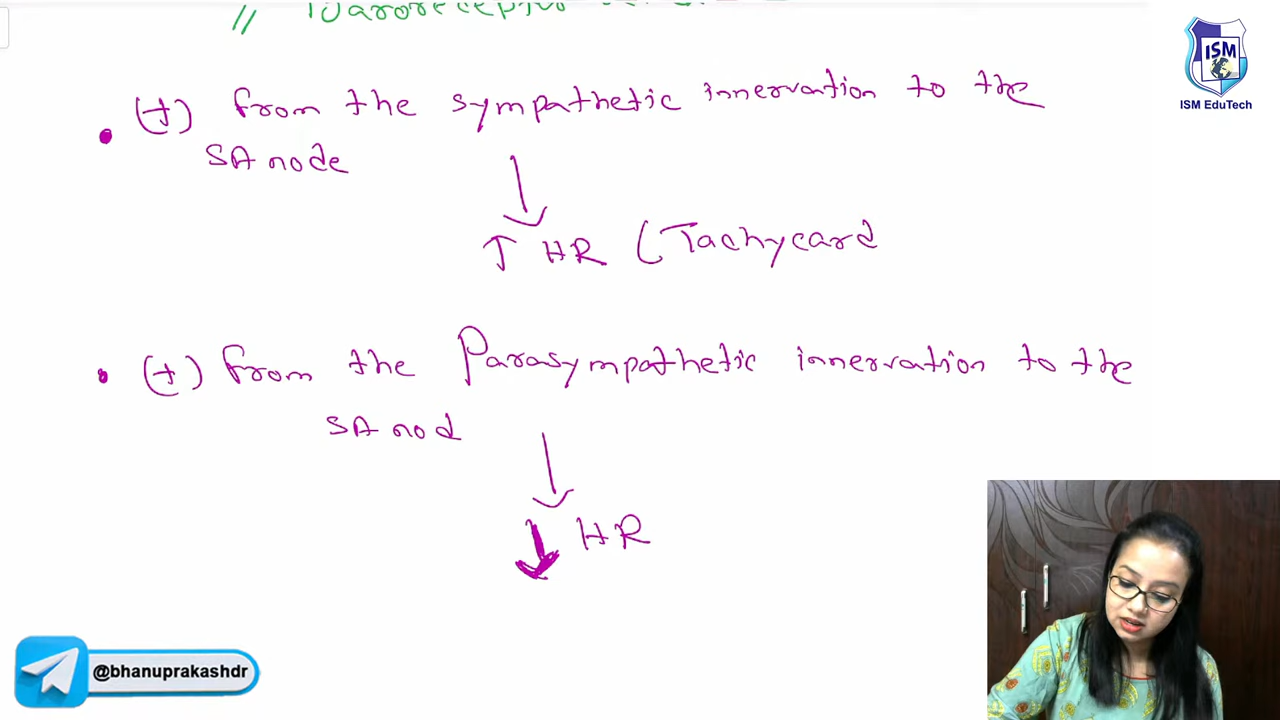 //
ISM
ISM EduTech
(+) from the sympathetic innervation to the
SA node
↑ HR (Tachycard
(+) from the Parasympathetic innervation to the
SA nod
↓ HR
@bhanuprakashdr